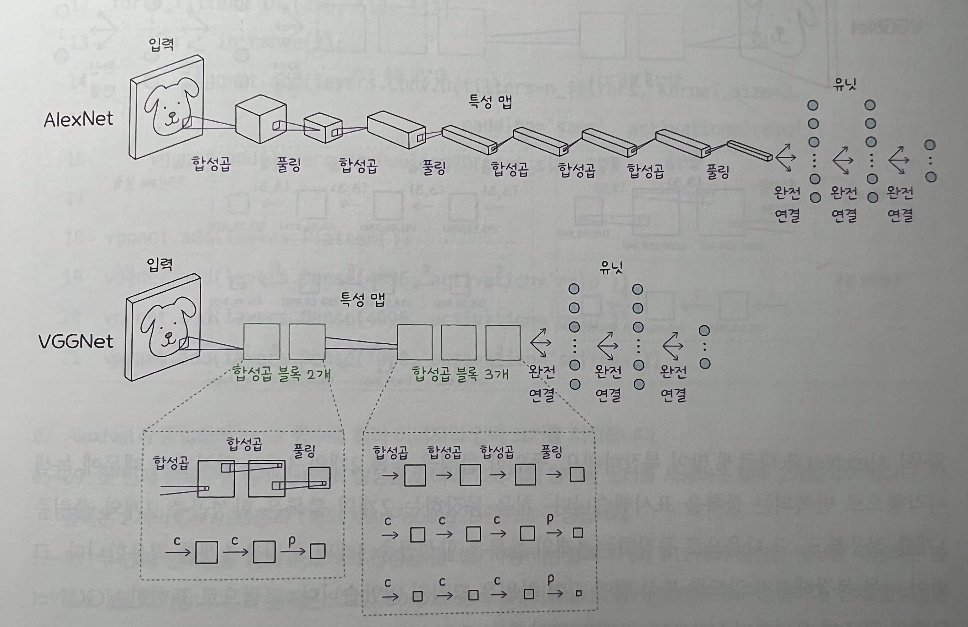 입력
AlexNet
합성곱
풀링
합성곱
풀링
특성 맵
합성곱
합성곱
합성곱
풀링
유닛
완전
연결
완전
연결
완전
연결
입력
VGGNet
특성 맵
합성곱 블록 2개
합성곱 블록 3개
유닛
완전
연결
완전
연결
완전
연결
합성곱
합성곱
풀링
c c p
합성곱 합성곱 합성곱 풀링
c c c p
c c c p